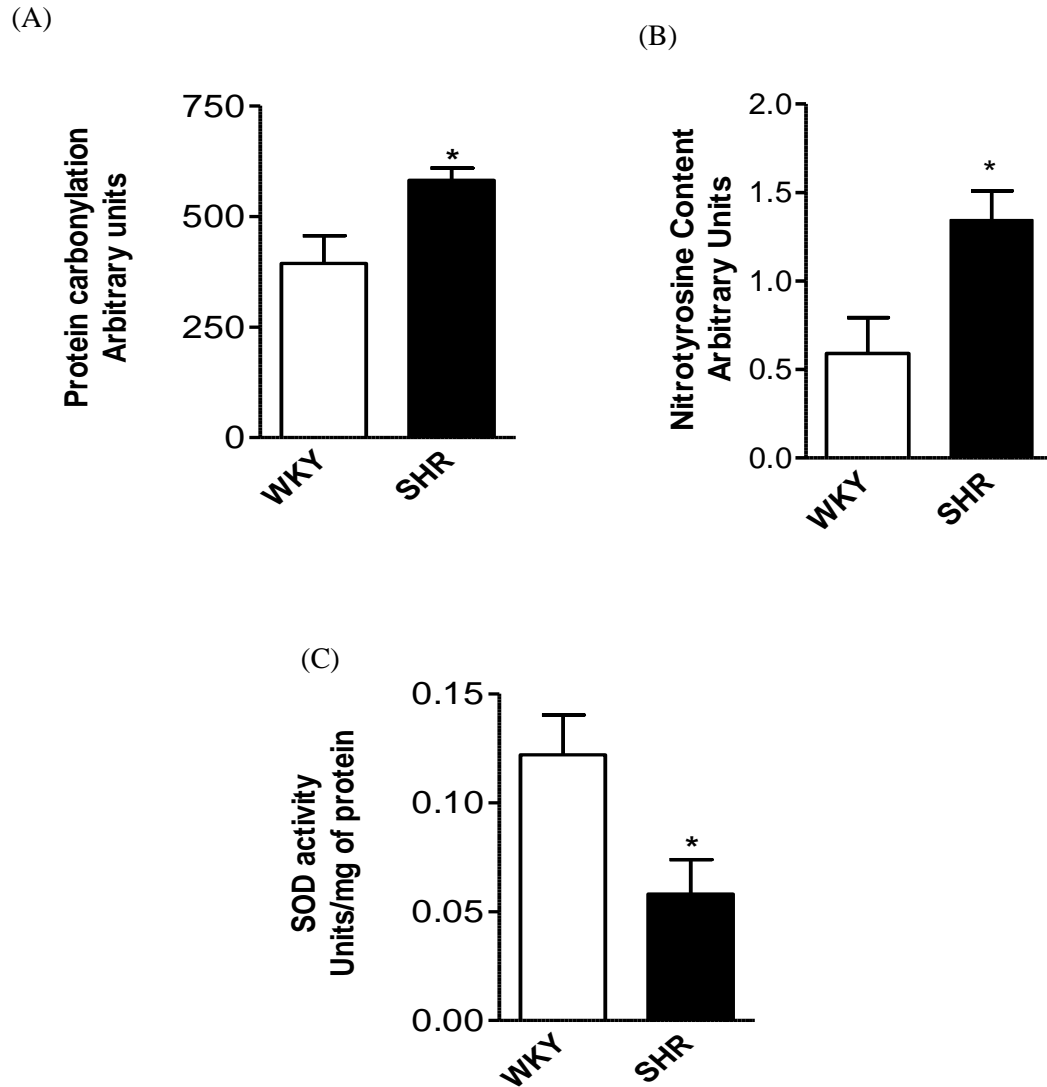 (A)
Protein carbonylation
Arbitrary units
750
500
250
0
*
WKY
SHR
(B)
Nitrotyrosine Content
Arbitrary Units
2.0
1.5
1.0
0.5
0.0
*
WKY
SHR
(C)
SOD activity
Units/mg of protein
0.15
0.10
0.05
0.00
*
WKY
SHR